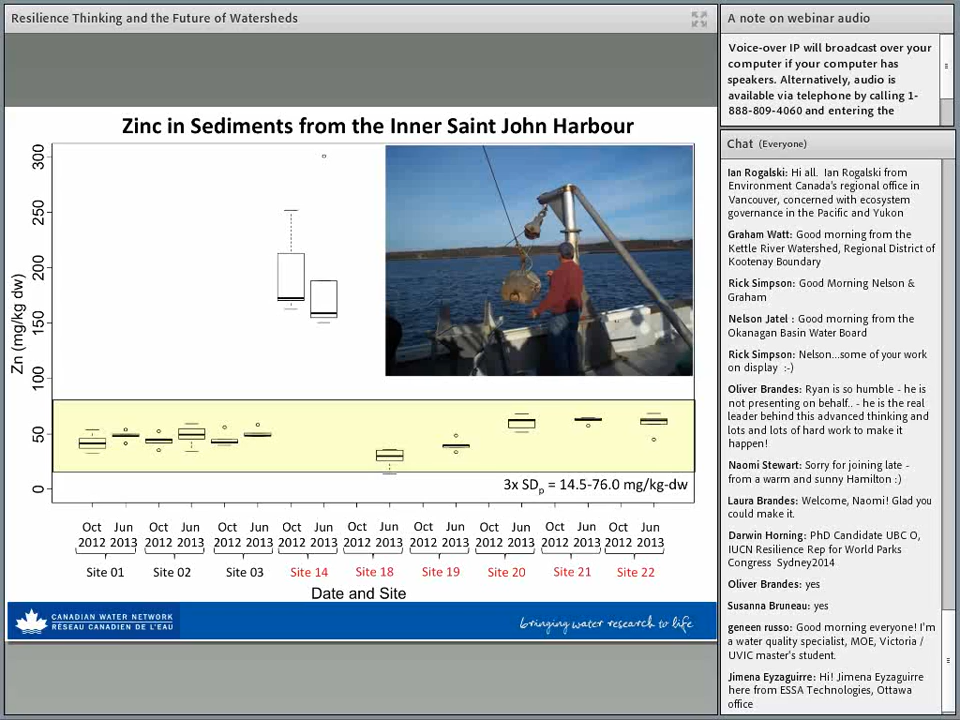 Resilience Thinking and the Future of Watersheds
Zinc in Sediments from the Inner Saint John Harbour
Zn (mg/kg dw)
300
250
200
150
100
50
0
3x SDp = 14.5-76.0 mg/kg-dw
Oct Jun Oct Jun Oct Jun Oct Jun Oct Jun Oct Jun Oct Jun Oct Jun Oct Jun
2012 2013 2012 2013 2012 2013 2012 2013 2012 2013 2012 2013 2012 2013 2012 2013 2012 2013
Site 01 Site 02 Site 03 Site 14 Site 18 Site 19 Site 20 Site 21 Site 22
Date and Site
CANADIAN WATER NETWORK
RÉSEAU CANADIEN DE L'EAU
bringing water research to life
A note on webinar audio
Voice-over IP will broadcast over your
computer if your computer has
speakers. Alternatively, audio is
available via telephone by calling 1-
888-809-4060 and entering the
Chat (Everyone)
Ian Rogalski: Hi all. Ian Rogalski from
Environment Canada's regional office in
Vancouver, concerned with ecosystem
governance in the Pacific and Yukon
Graham Watt: Good morning from the
Kettle River Watershed, Regional District of
Kootenay Boundary
Rick Simpson: Good Morning Nelson &
Graham
Nelson Jatel : Good morning from the
Okanagan Basin Water Board
Rick Simpson: Nelson...some of your work
on display :-)
Oliver Brandes: Ryan is so humble - he is
not presenting on behalf.. - he is the real
leader behind this advanced thinking and
lots and lots of hard work to make it
happen!
Naomi Stewart: Sorry for joining late -
from a warm and sunny Hamilton :)
Laura Brandes: Welcome, Naomi! Glad you
could make it.
Darwin Horning: PhD Candidate UBC O,
IUCN Resilience Rep for World Parks
Congress Sydney2014
Oliver Brandes: yes
Susanna Bruneau: yes
geneen russo: Good morning everyone! I'm
a water quality specialist, MOE, Victoria /
UVIC master's student.
Jimena Eyzaguirre: Hi! Jimena Eyzaguirre
here from ESSA Technologies, Ottawa
office